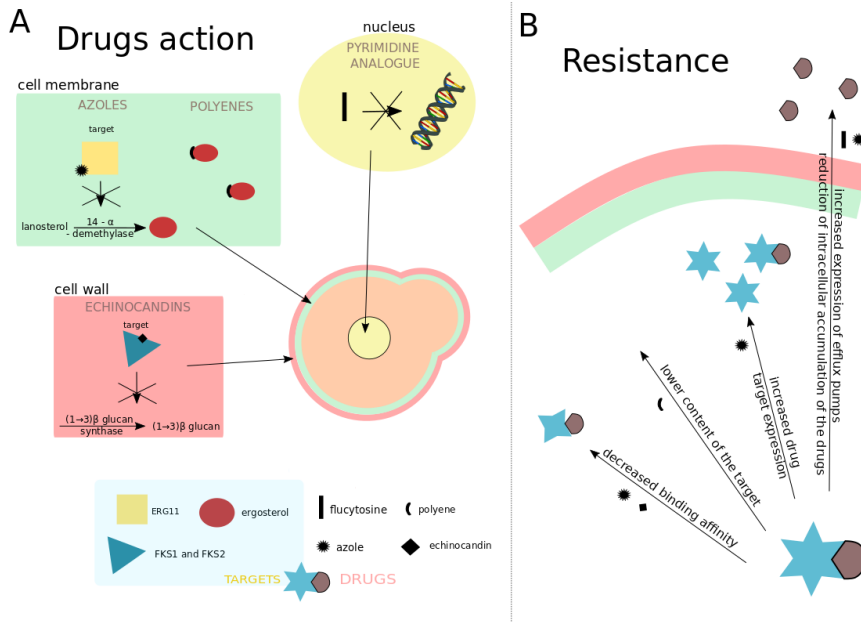 A
Drugs action
nucleus
PYRIMIDINE
ANALOGUE
cell membrane
AZOLES
POLYENES
target
lanosterol
14 - α
- demethylase
cell wall
ECHINOCANDINS
target
(1→3)β glucan
synthase
(1→3)β glucan
ERG11
ergosterol
FKS1 and FKS2
TARGETS
DRUGS
flucytosine
polyene
azole
echinocandin
B
Resistance
decreased binding affinity
lower content of the target
increased drug
target expression
reduction of intracellular accumulation of the drugs
increased expression of efflux pumps